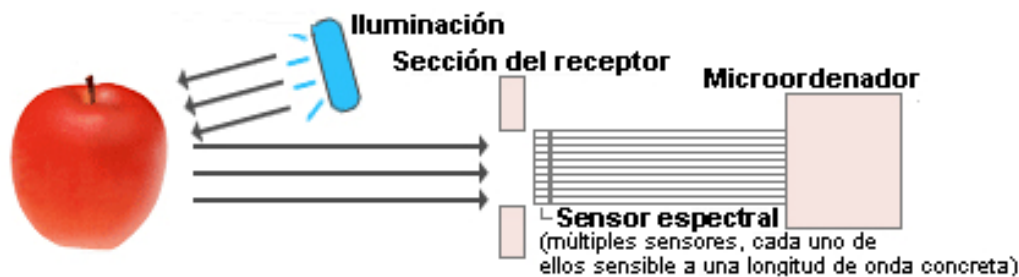 Iluminación
Sección del receptor
Microordenador
Sensor espectral
(múltiples sensores, cada uno de
ellos sensible a una longitud de onda concreta)